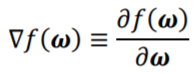 ∇f(𝝎) ≡ ∂f(𝝎)/∂𝝎